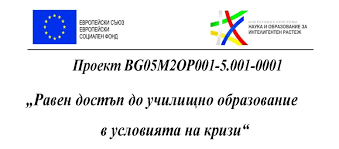 ЕВРОПЕЙСКИ СЪЮЗ
ЕВРОПЕЙСКИ
СОЦИАЛЕН ФОНД
НАУКА И ОБРАЗОВАНИЕ ЗА
ИНТЕЛИГЕНТЕН РАСТЕЖ
Проект BG05M2OP001-5.001-0001
„Равен достъп до училищно образование
в условията на кризи“